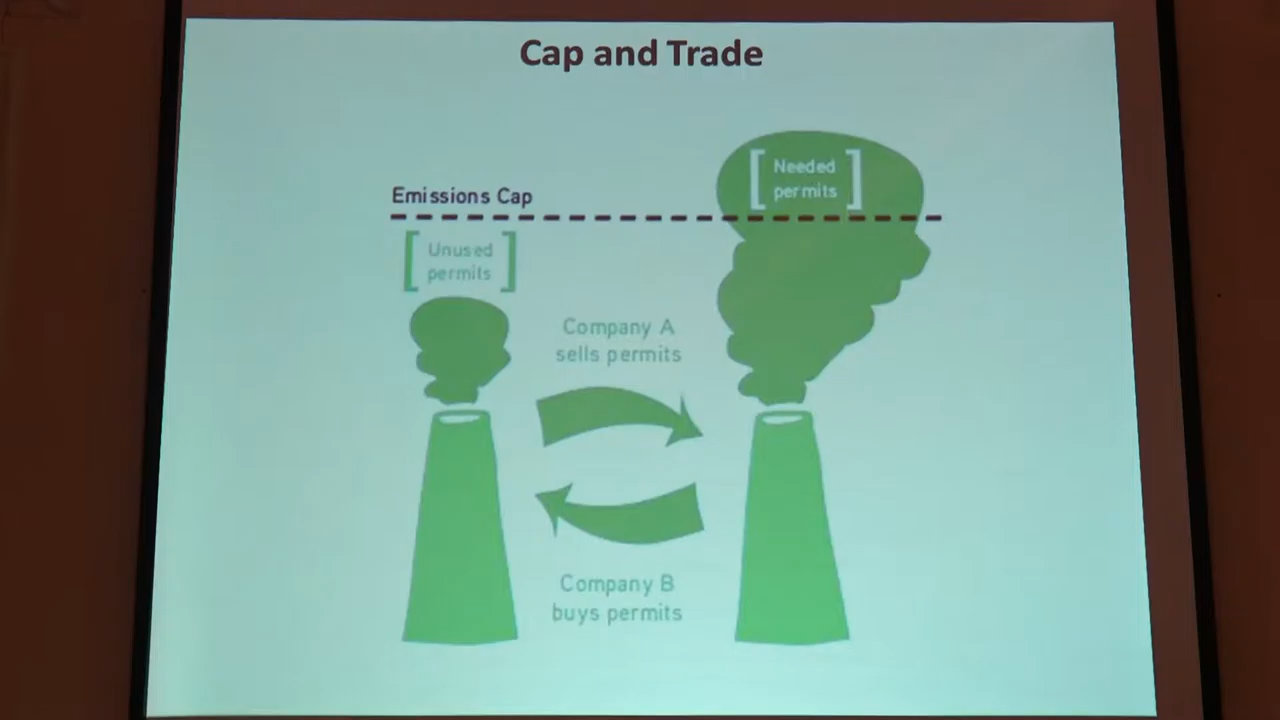 Cap and Trade
Emissions Cap
Needed
permits
Unused
permits
Company A
sells permits
Company B
buys permits